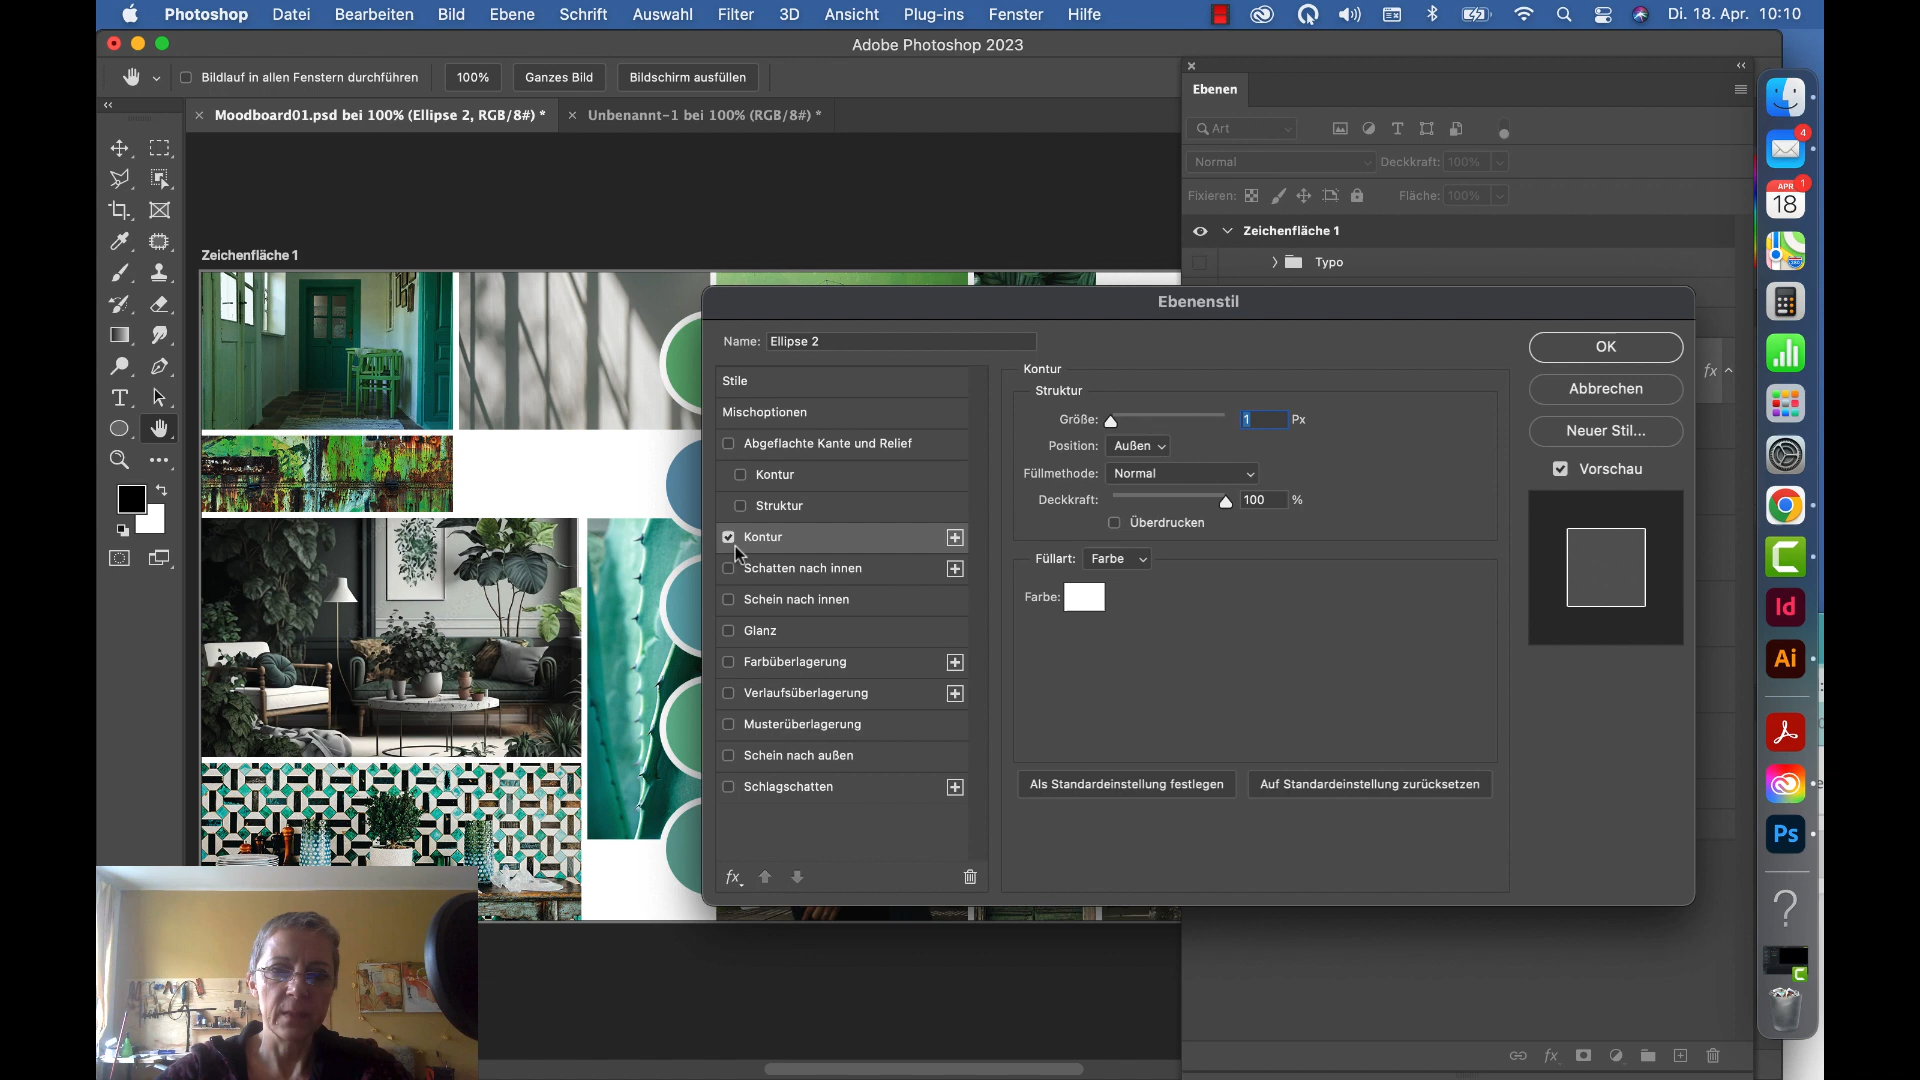 Photoshop Datei Bearbeiten Bild Ebene Schrift Auswahl Filter 3D Ansicht Plug-ins Fenster Hilfe Di. 18. Apr. 10:10
Adobe Photoshop 2023
Bildlauf in allen Fenstern durchführen 100% Ganzes Bild Bildschirm ausfüllen
Moodboard01.psd bei 100% (Ellipse 2, RGB/8#) * Unbenannt-1 bei 100% (RGB/8#) *
Ebenen
Art
Normal Deckkraft: 100%
Fixieren: Fläche: 100%
Zeichenfläche 1
Typo
Zeichenfläche 1
Ebenenstil
Name: Ellipse 2
Stile
Mischoptionen
Abgeflachte Kante und Relief
Kontur
Struktur
Kontur
Schatten nach innen
Schein nach innen
Glanz
Farbüberlagerung
Verlaufsüberlagerung
Musterüberlagerung
Schein nach außen
Schlagschatten
fx
Kontur
Struktur
Größe: 1 Px
Position: Außen
Füllmethode: Normal
Deckkraft: 100 %
Überdrucken
Füllart: Farbe
Farbe:
Als Standardeinstellung festlegen Auf Standardeinstellung zurücksetzen
OK
Abbrechen
Neuer Stil...
Vorschau
fx
fx
4
APR 1
18
Id
Ai
Ps